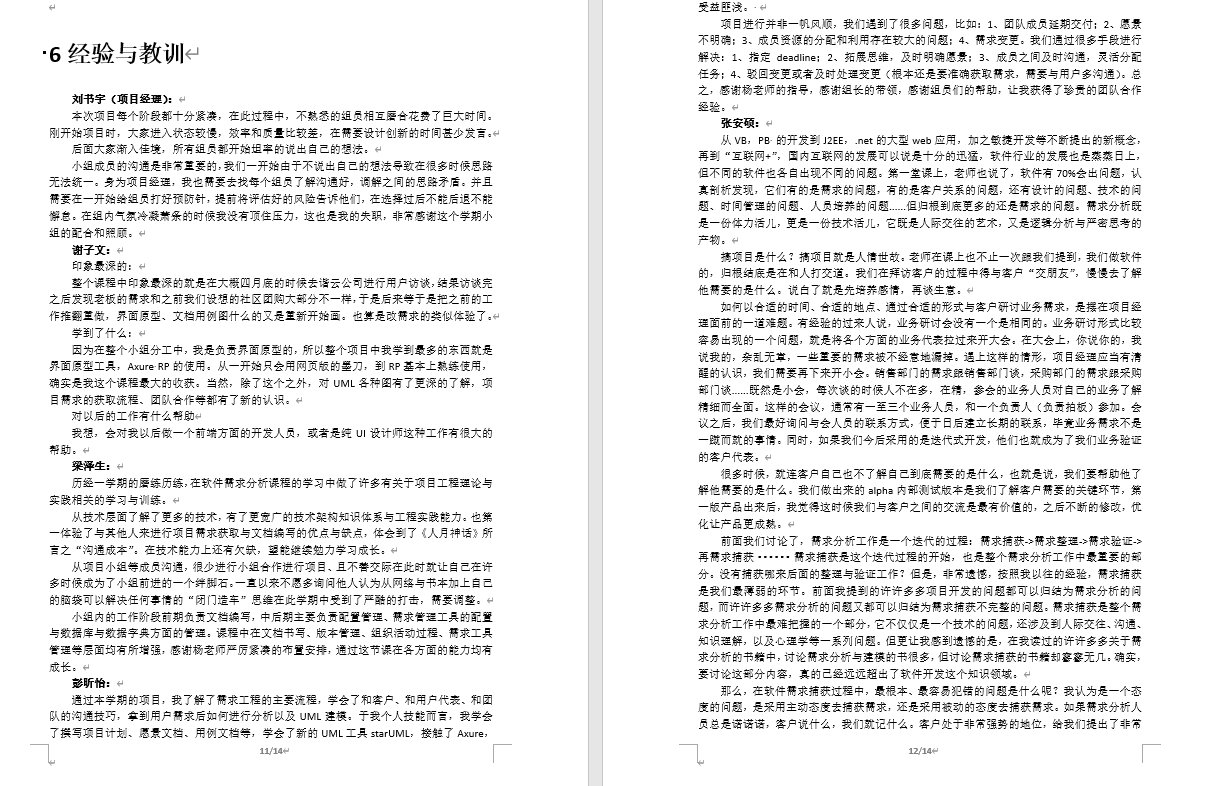 6 经验与教训
刘书宇（项目经理）：
本次项目每个阶段都十分紧凑，在此过程中，不熟悉的组员相互磨合花费了巨大时间。
刚开始项目时，大家进入状态较慢，效率和质量比较差，在需要设计创新的时间甚少发言。
后面大家渐入佳境，所有组员都开始坦率的说出自己的想法。
小组成员的沟通是非常重要的，我们一开始由于不说出自己的想法导致在很多时候思路
无法统一。身为项目经理，我也需要去找每个组员了解沟通好，调解之间的思路矛盾。并且
需要在一开始给组员打好预防针，提前将评估好的风险告诉他们，在选择过后不能后退不能
懈怠。在组内气氛冷凝萧条的时候我没有顶住压力，这也是我的失职，非常感谢这个学期小
组的配合和照顾。
谢子文：
印象最深的：
整个课程中印象最深的就是在大概四月底的时候去谐云公司进行用户访谈，结果访谈完
之后发现老板的需求和之前我们设想的社区团购大部分不一样，于是后来等于是把之前的工
作推翻重做，界面原型、文档用例图什么的又是重新开始画。也算是改需求的类似体验了。
学到了什么：
因为在整个小组分工中，我是负责界面原型的，所以整个项目中我学到最多的东西就是
界面原型工具，Axure RP 的使用。从一开始只会用网页版的墨刀，到 RP 基本上熟练使用，
确实是我这个课程最大的收获。当然，除了这个之外，对 UML 各种图有了更深的了解，项
目需求的获取流程、团队合作等都有了新的认识。
对以后的工作有什么帮助
我想，会对我以后做一个前端方面的开发人员，或者是纯 UI 设计师这种工作有很大的
帮助。
梁泽生：
历经一学期的磨练历练，在软件需求分析课程的学习中做了许多有关于项目工程理论与
实践相关的学习与训练。
从技术层面了解了更多的技术，有了更宽广的技术架构知识体系与工程实践能力。也第
一体验了与其他人来进行项目需求获取与文档编写的优点与缺点，体会到了《人月神话》所
言之“沟通成本”。在技术能力上还有欠缺，望能继续勉力学习成长。
从项目小组等成员沟通，很少进行小组合作进行项目、且不善交际在此时就让自己在许
多时候成为了小组前进的一个绊脚石。一直以来不愿多询问他人认为从网络与书本加上自己
的脑袋可以解决任何事情的“闭门造车”思维在此学期中受到了严酷的打击，需要调整。
小组内的工作阶段前期负责文档编写，中后期主要负责配置管理、需求管理工具的配置
与数据库与数据字典方面的管理。课程中在文档书写、版本管理、组织活动过程、需求工具
管理等层面均有所增强，感谢杨老师严厉紧凑的布置安排，通过这节课在各方面的能力均有
成长。
彭昕怡：
通过本学期的项目，我了解了需求工程的主要流程，学会了和客户、和用户代表、和团
队的沟通技巧，拿到用户需求后如何进行分析以及 UML 建模。于我个人技能而言，我学会
了撰写项目计划、愿景文档、用例文档等，学会了新的 UML 工具 starUML，接触了 Axure，
11/14
受益匪浅。
项目进行并非一帆风顺，我们遇到了很多问题，比如：1、团队成员延期交付；2、愿景
不明确；3、成员资源的分配和利用存在较大的问题；4、需求变更。我们通过很多手段进行
解决：1、指定 deadline；2、拓展思维，及时明确愿景；3、成员之间及时沟通，灵活分配
任务；4、驳回变更或者及时处理变更（根本还是要准确获取需求，需要与用户多沟通）。总
之，感谢杨老师的指导，感谢组长的带领，感谢组员们的帮助，让我获得了珍贵的团队合作
经验。
张安硕：
从 VB，PB 的开发到 J2EE，.net 的大型 web 应用，加之敏捷开发等不断提出的新概念，
再到“互联网+”，国内互联网的发展可以说是十分的迅猛，软件行业的发展也是蒸蒸日上，
但不同的软件也各自出现不同的问题。第一堂课上，老师也说了，软件有 70%会出问题，认
真剖析发现，它们有的是需求的问题，有的是客户关系的问题，还有设计的问题、技术的问
题、时间管理的问题、人员培养的问题……但归根到底更多的还是需求的问题。需求分析既
是一份体力活儿，更是一份技术活儿，它既是人际交往的艺术，又是逻辑分析与严密思考的
产物。
搞项目是什么？搞项目就是人情世故。老师在课上也不止一次跟我们提到，我们做软件
的，归根结底是在和人打交道。我们在拜访客户的过程中得与客户“交朋友”，慢慢去了解
他需要的是什么。说白了就是先培养感情，再谈生意。
如何以合适的时间、合适的地点、通过合适的形式与客户研讨业务需求，是摆在项目经
理面前的一道难题。有经验的过来人说，业务研讨会没有一个是相同的。业务研讨形式比较
容易出现的一个问题，就是将各个方面的业务代表拉过来开大会。在大会上，你说你的，我
说我的，杂乱无章，一些重要的需求被不经意地漏掉。遇上这样的情形，项目经理应当有清
醒的认识，我们需要再下来开小会。销售部门的需求跟销售部门谈，采购部门的需求跟采购
部门谈……既然是小会，每次谈的时候人不在多，在精，参会的业务人员对自己的业务了解
精细而全面。这样的会议，通常有一至三个业务人员，和一个负责人（负责拍板）参加。会
议之后，我们最好询问与会人员的联系方式，便于日后建立长期的联系，毕竟业务需求不是
一蹴而就的事情。同时，如果我们今后采用的是迭代式开发，他们也就成为了我们业务验证
的客户代表。
很多时候，就连客户自己也不了解自己到底需要的是什么，也就是说，我们要帮助他了
解他需要的是什么。我们做出来的 alpha 内部测试版本是我们了解客户需要的关键环节，第
一版产品出来，我觉得这时候我们与客户之间的交流是最有价值的，之后不断的修改，优
化让产品更成熟。
前面我们讨论了，需求分析工作是一个迭代的过程：需求捕获->需求整理->需求验证->
再需求捕获······需求捕获是这个迭代过程的开始，也是整个需求分析工作中最重要的部
分。没有捕获哪来后面的整理与验证工作？但是，非常遗憾，按照我以往的经验，需求捕获
是我们最薄弱的环节。前面我提到的许许多多项目开发的问题都可以归结为需求分析的问
题，而许许多多需求分析的问题又都可以归结为需求捕获不完整的问题。需求捕获是整个需
求分析工作中最难把握的一个部分，它不仅仅是一个技术的问题，还涉及到人际交往、沟通、
知识理解，以及心理学等一系列问题。但更让我感到遗憾的是，在我读过的许许多多关于需
求分析的书籍中，讨论需求分析与建模的书很多，但讨论需求捕获的书籍却寥寥无几。确实，
要讨论这部分内容，真的已经远远超出了软件开发这个知识领域。
那么，在软件需求捕获过程中，最根本、最容易犯错的问题是什么呢？我认为是一个态
度的问题，是采用主动态度去捕获需求，还是采用被动的态度去捕获需求。如果需求分析人
员总是诺诺诺，客户说什么，我们就记什么。客户处于非常强势的地位，给我们提出了非常
12/14